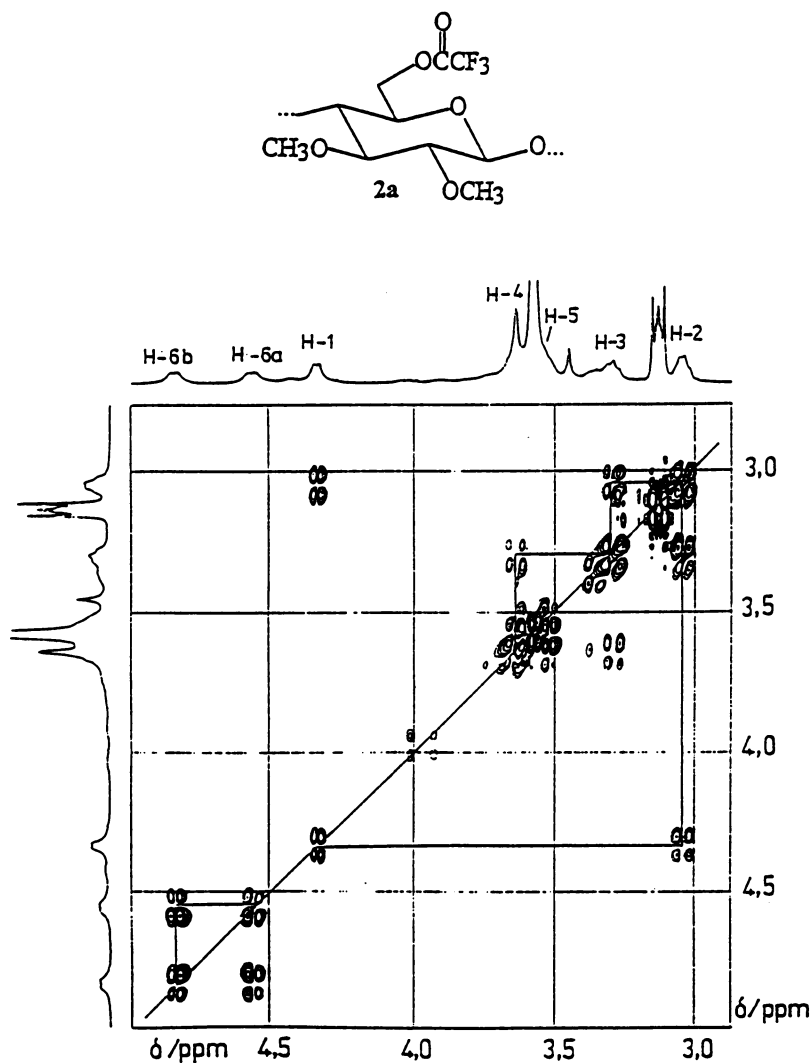 O
OCCF3
O
...
O...
CH3O
OCH3
2a
H-4
H-5
H-6b
H-6a
H-1
H-3
H-2
3,0
3,5
4,0
4,5
δ/ppm
δ/ppm
4,5
4,0
3,5
3,0